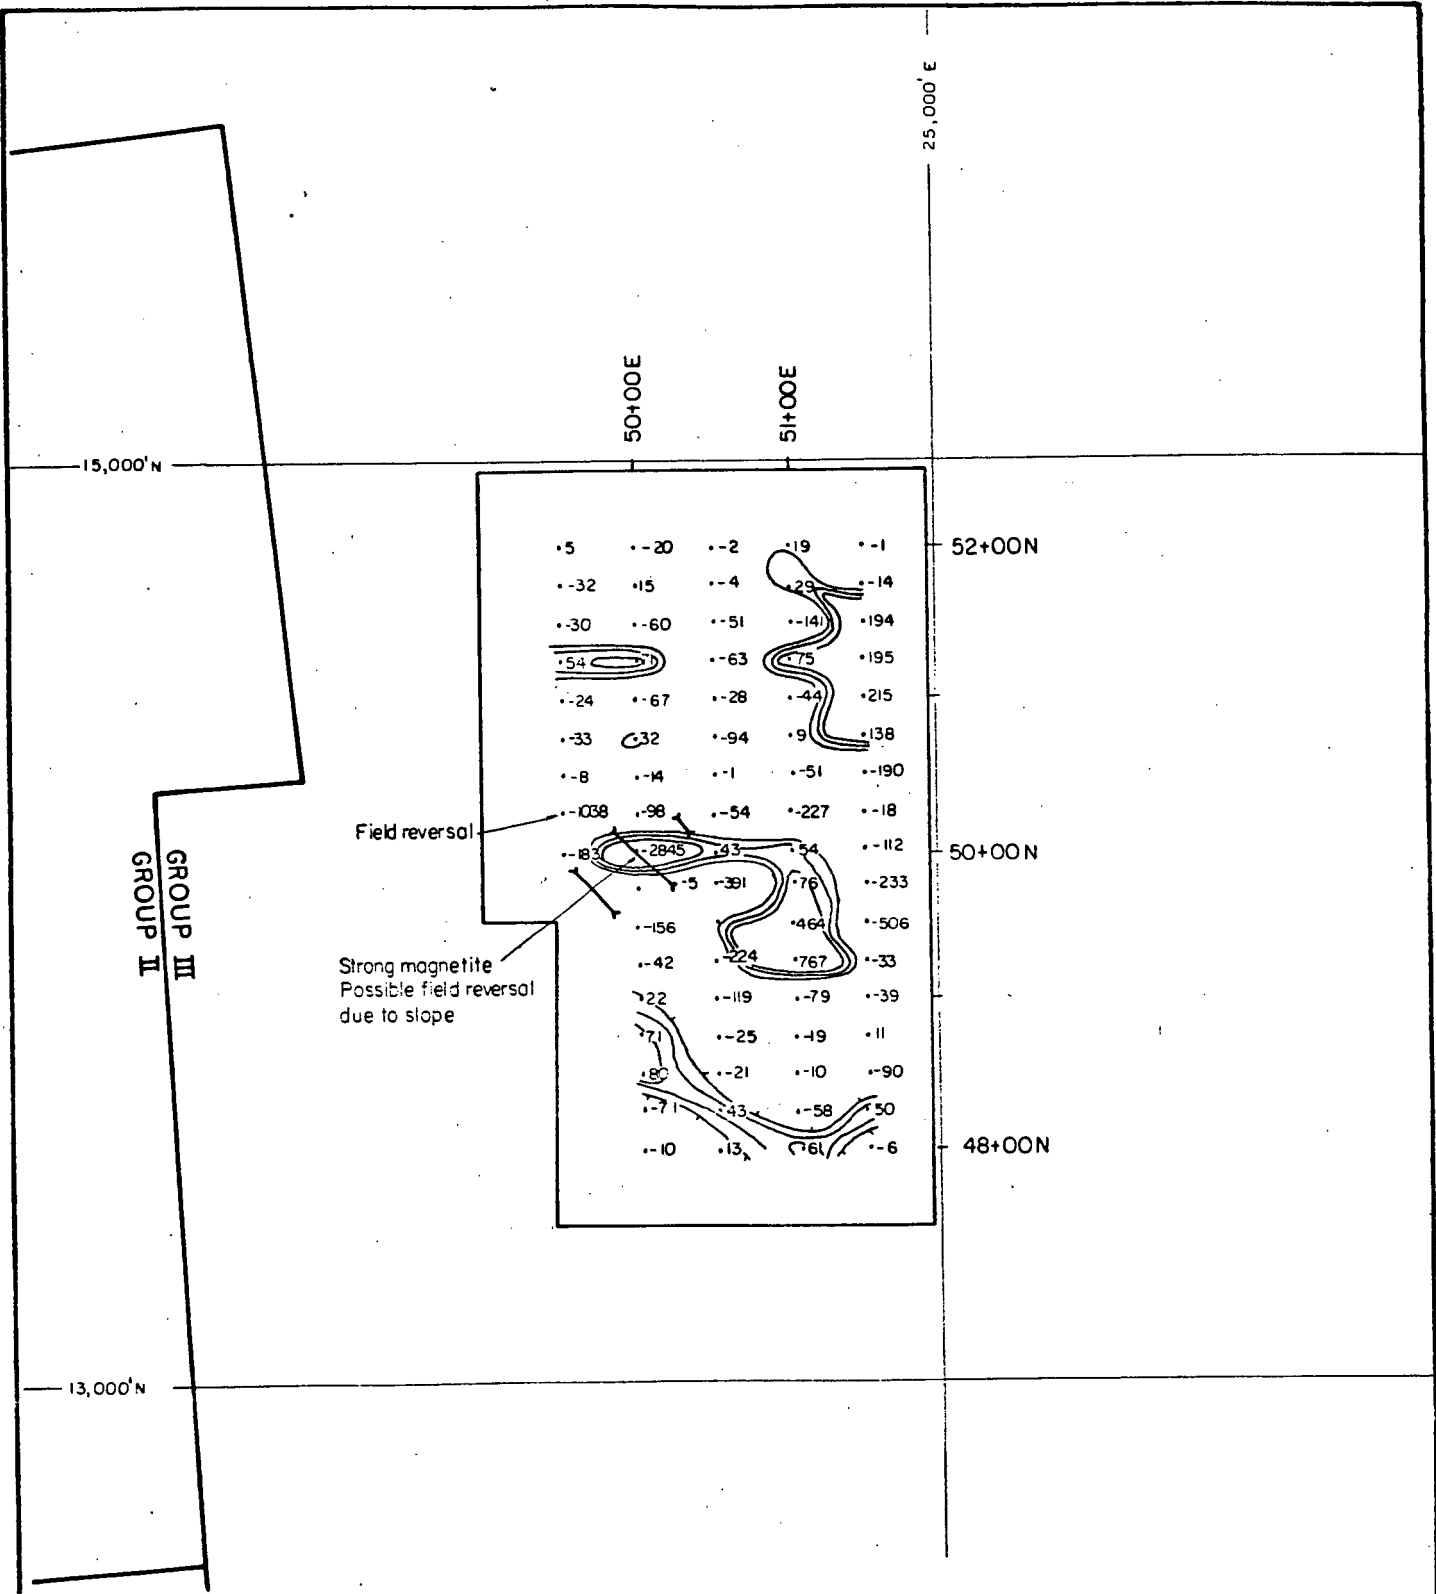 25,000'E
50+00E
51+00E
15,000'N
5 -20 -2 19 -1 52+00N
-32 15 -4 29 -14
-30 -60 -51 -141 194
54 71 -63 75 195
-24 -67 -28 -44 215
-33 32 -94 9 138
-8 -14 -1 -51 -190
-1038 -98 -54 -227 -18
Field reversal
-183 -2845 43 54 -112 50+00N
-5 -391 76 -233
-156 464 -506
-42 -224 767 -33
Strong magnetite
Possible field reversal
due to slope
22 -119 -79 -39
71 -25 -19 11
80 -21 -10 -90
-71 43 -58 50
-10 13 61 -6 48+00N
GROUP III
GROUP II
13,000'N